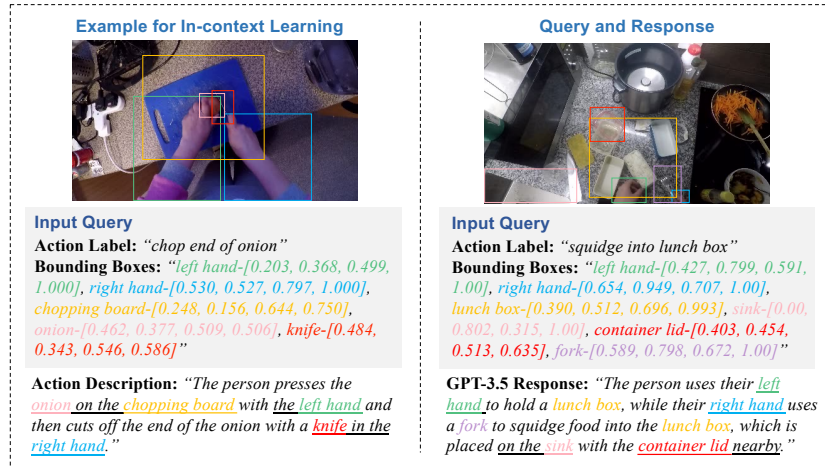 Example for In-context Learning
Input Query
Action Label: “chop end of onion”
Bounding Boxes: “left hand-[0.203, 0.368, 0.499,
1.000], right hand-[0.530, 0.527, 0.797, 1.000],
chopping board-[0.248, 0.156, 0.644, 0.750],
onion-[0.462, 0.377, 0.509, 0.506], knife-[0.484,
0.343, 0.546, 0.586]”
Action Description: “The person presses the
onion on the chopping board with the left hand and
then cuts off the end of the onion with a knife in the
right hand.”
Query and Response
Input Query
Action Label: “squidge into lunch box”
Bounding Boxes: “left hand-[0.427, 0.799, 0.591,
1.00], right hand-[0.654, 0.949, 0.707, 1.00],
lunch box-[0.390, 0.512, 0.696, 0.993], sink-[0.00,
0.802, 0.315, 1.00], container lid-[0.403, 0.454,
0.513, 0.635], fork-[0.589, 0.798, 0.672, 1.00]”
GPT-3.5 Response: “The person uses their left
hand to hold a lunch box, while their right hand uses
a fork to squidge food into the lunch box, which is
placed on the sink with the container lid nearby.”